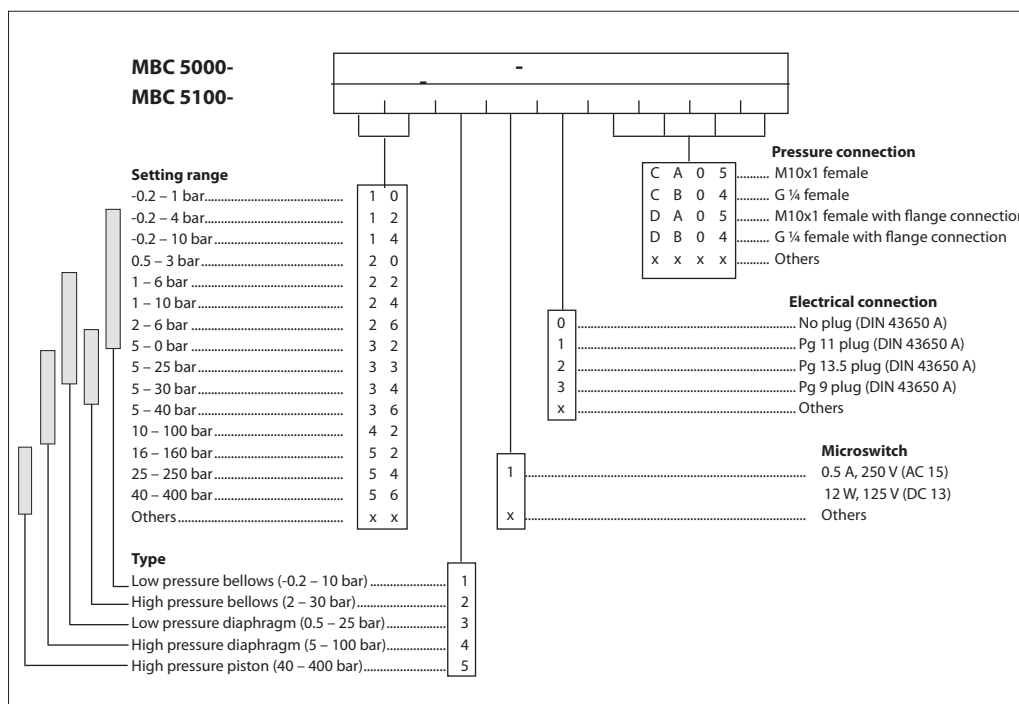 MBC 5000-
MBC 5100-
-
-
Pressure connection
C A 0 5 .......... M10x1 female
C B 0 4 .......... G ¼ female
D A 0 5 .......... M10x1 female with flange connection
D B 0 4 .......... G ¼ female with flange connection
x x x x .......... Others
Setting range
-0.2 – 1 bar 1 0
-0.2 – 4 bar 1 2
-0.2 – 10 bar 1 4
0.5 – 3 bar 2 0
1 – 6 bar 2 2
1 – 10 bar 2 4
2 – 6 bar 2 6
5 – 0 bar 3 2
5 – 25 bar 3 3
5 – 30 bar 3 4
5 – 40 bar 3 6
10 – 100 bar 4 2
16 – 160 bar 5 2
25 – 250 bar 5 4
40 – 400 bar 5 6
Others x x
Electrical connection
0 No plug (DIN 43650 A)
1 Pg 11 plug (DIN 43650 A)
2 Pg 13.5 plug (DIN 43650 A)
3 Pg 9 plug (DIN 43650 A)
x Others
Microswitch
1 0.5 A, 250 V (AC 15)
12 W, 125 V (DC 13)
x Others
Type
Low pressure bellows (-0.2 – 10 bar) 1
High pressure bellows (2 – 30 bar) 2
Low pressure diaphragm (0.5 – 25 bar) 3
High pressure diaphragm (5 – 100 bar) 4
High pressure piston (40 – 400 bar) 5